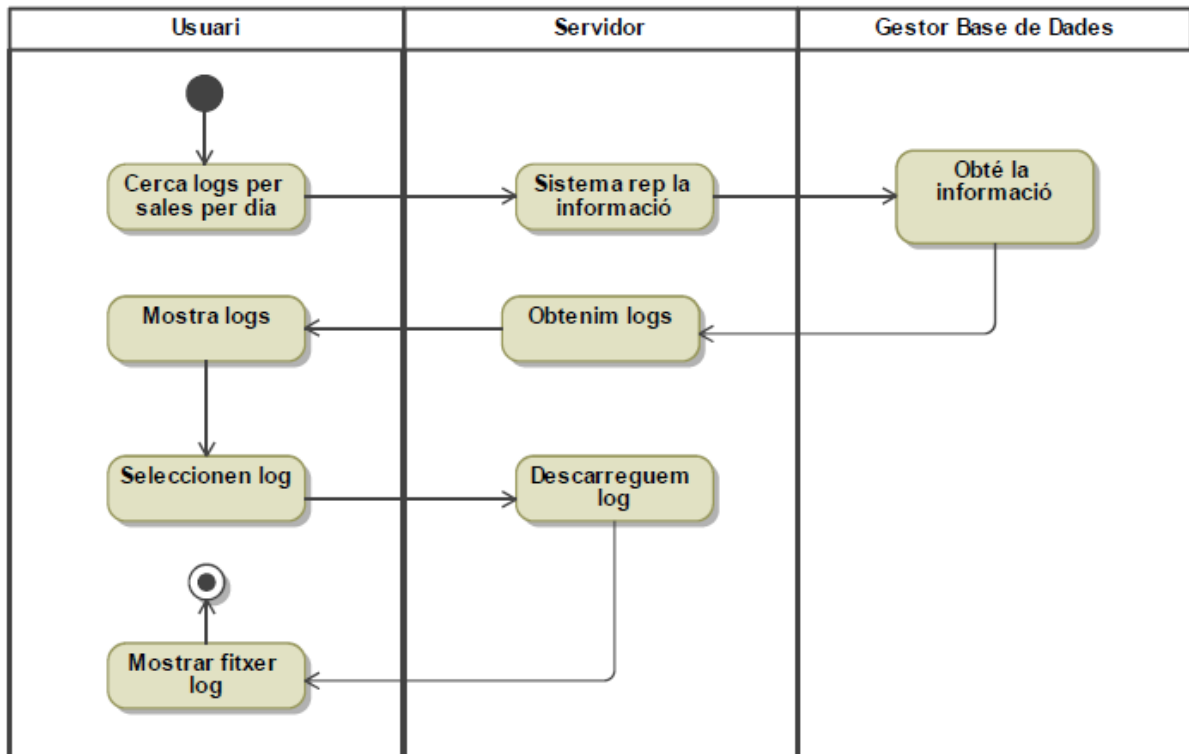 Usuari
Servidor
Gestor Base de Dades
Cerca logs per
sales per dia
Sistema rep la
informació
Obté la
informació
Mostra logs
Obtenim logs
Seleccionen log
Descarreguem
log
Mostrar fitxer
log